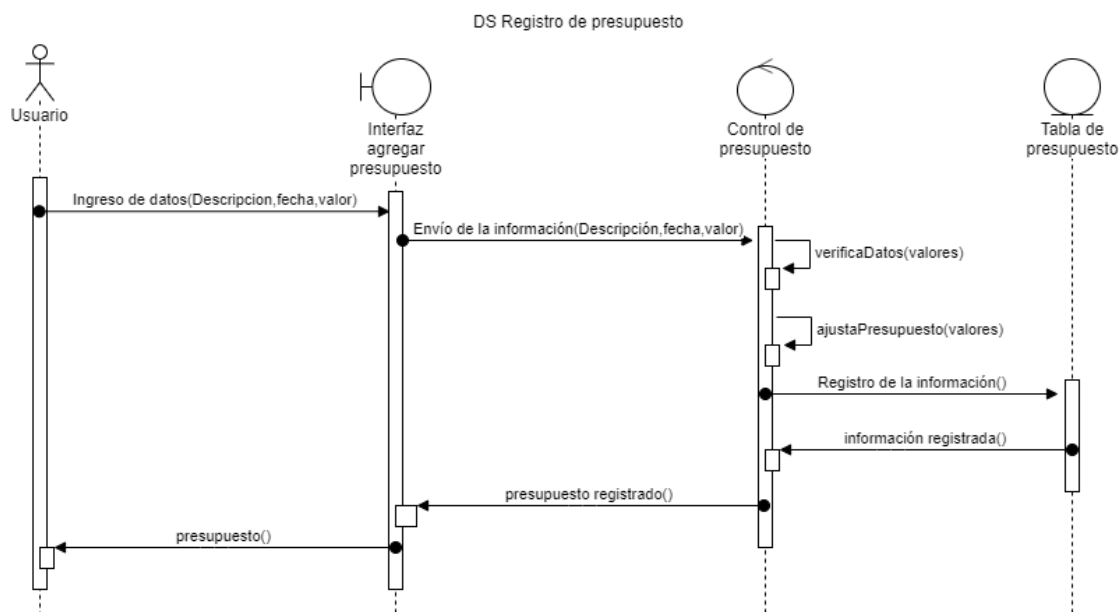 DS Registro de presupuesto
Usuario
Interfaz
agregar
presupuesto
Control de
presupuesto
Tabla de
presupuesto
Ingreso de datos(Descripcion,fecha,valor)
Envío de la información(Descripción,fecha,valor)
verificaDatos(valores)
ajustaPresupuesto(valores)
Registro de la información()
información registrada()
presupuesto registrado()
presupuesto()